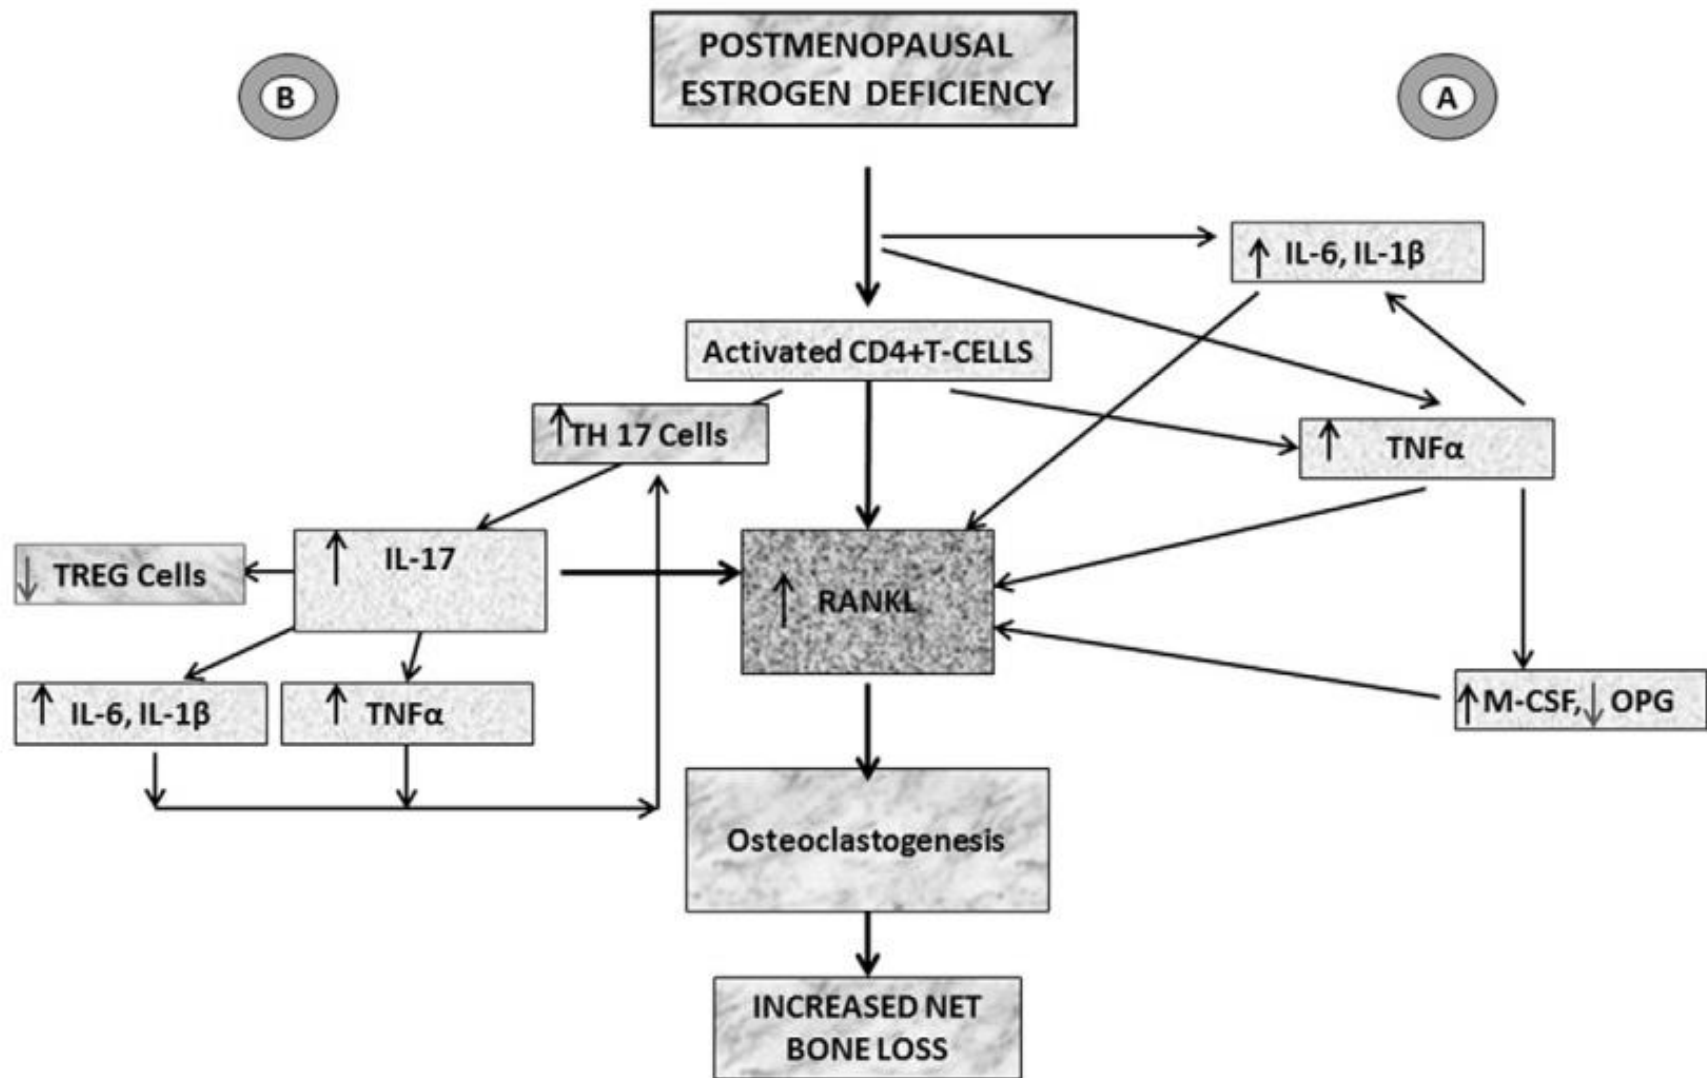 POSTMENOPAUSAL
ESTROGEN DEFICIENCY
B
A
↑ IL-6, IL-1β
Activated CD4+T-CELLS
↑TH 17 Cells
↑ TNFα
↑ IL-17
↓ TREG Cells
↑ RANKL
↑ IL-6, IL-1β
↑ TNFα
↑M-CSF,↓ OPG
Osteoclastogenesis
INCREASED NET
BONE LOSS